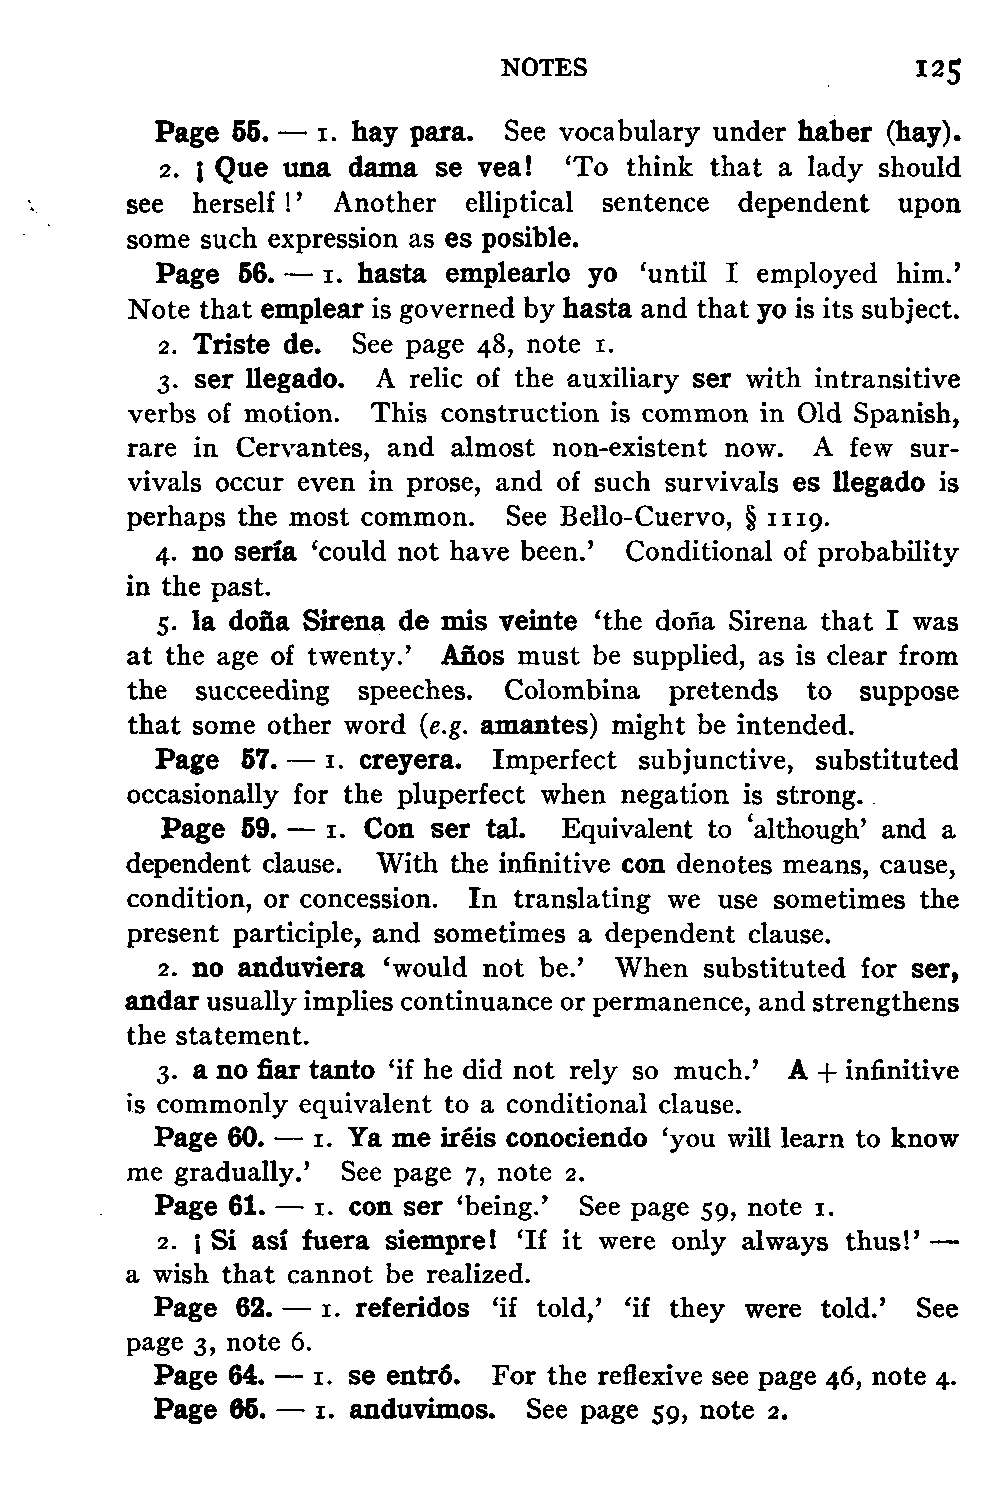 NOTES 125
Page 55. — 1. hay para. See vocabulary under haber (hay).
2. ¡ Que una dama se vea! ‘To think that a lady should
see herself !’ Another elliptical sentence dependent upon
some such expression as es posible.
Page 56. — 1. hasta emplearlo yo ‘until I employed him.’
Note that emplear is governed by hasta and that yo is its subject.
2. Triste de. See page 48, note 1.
3. ser llegado. A relic of the auxiliary ser with intransitive
verbs of motion. This construction is common in Old Spanish,
rare in Cervantes, and almost non-existent now. A few sur-
vivals occur even in prose, and of such survivals es llegado is
perhaps the most common. See Bello-Cuervo, § 1119.
4. no sería ‘could not have been.’ Conditional of probability
in the past.
5. la doña Sirena de mis veinte ‘the doña Sirena that I was
at the age of twenty.’ Años must be supplied, as is clear from
the succeeding speeches. Colombina pretends to suppose
that some other word (e.g. amantes) might be intended.
Page 57. — 1. creyera. Imperfect subjunctive, substituted
occasionally for the pluperfect when negation is strong.
Page 59. — 1. Con ser tal. Equivalent to ‘although’ and a
dependent clause. With the infinitive con denotes means, cause,
condition, or concession. In translating we use sometimes the
present participle, and sometimes a dependent clause.
2. no anduviera ‘would not be.’ When substituted for ser,
andar usually implies continuance or permanence, and strengthens
the statement.
3. a no fiar tanto ‘if he did not rely so much.’ A + infinitive
is commonly equivalent to a conditional clause.
Page 60. — 1. Ya me iréis conociendo ‘you will learn to know
me gradually.’ See page 7, note 2.
Page 61. — 1. con ser ‘being.’ See page 59, note 1.
2. ¡ Si así fuera siempre! ‘If it were only always thus!’ —
a wish that cannot be realized.
Page 62. — 1. referidos ‘if told,’ ‘if they were told.’ See
page 3, note 6.
Page 64. — 1. se entró. For the reflexive see page 46, note 4.
Page 65. — 1. anduvimos. See page 59, note 2.